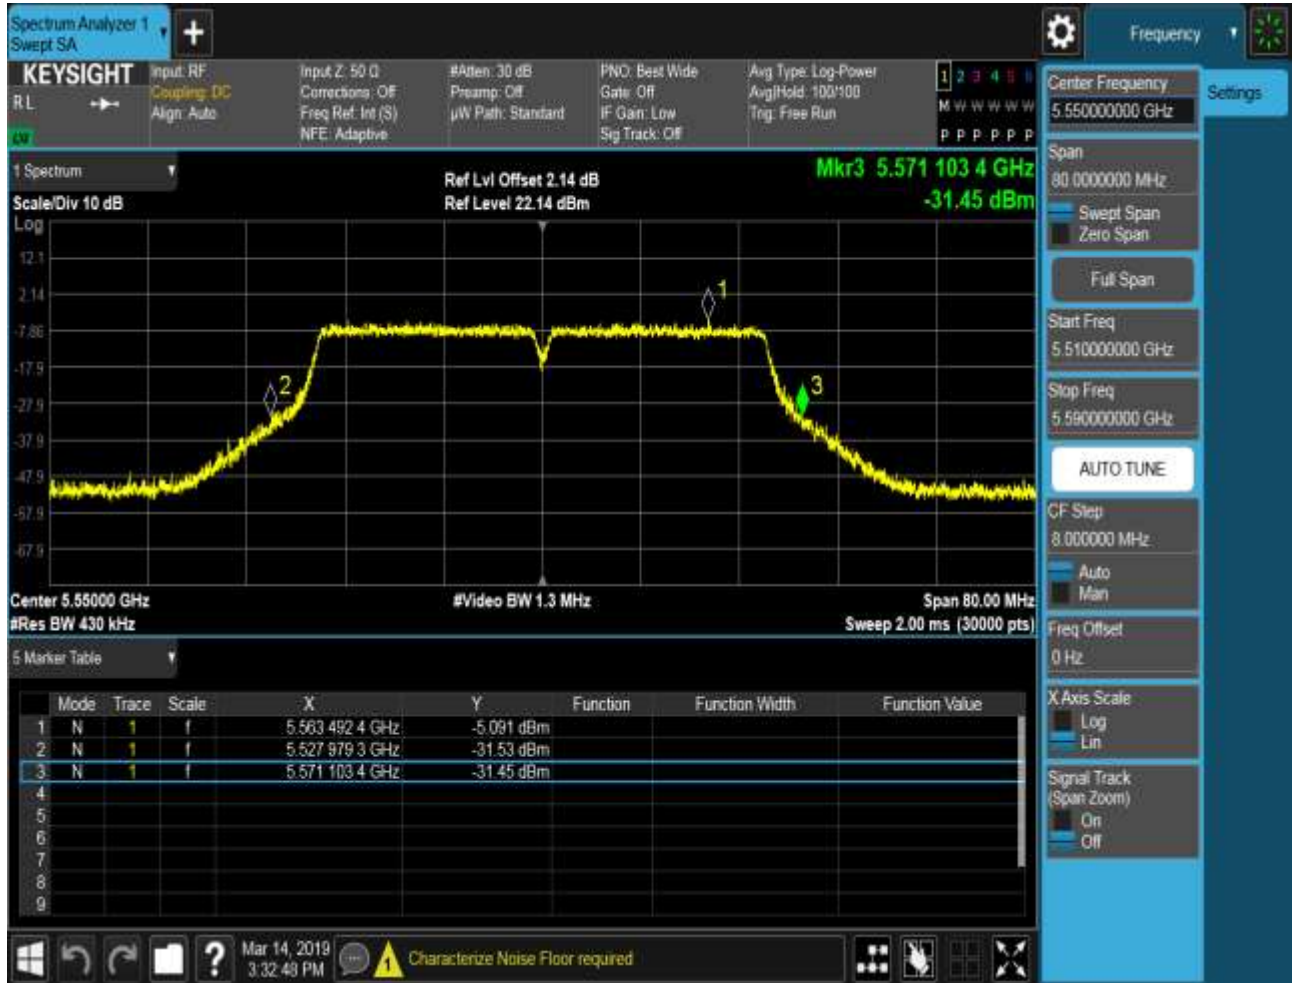 Spectrum Analyzer 1
Swept SA
+
Frequency
KEYSIGHT
R L
Input: RF
Coupling: DC
Align: Auto
Input Z: 50 Ω
Corrections: Off
Freq Ref: Int (S)
NFE: Adaptive
#Atten: 30 dB
Preamp: Off
µW Path: Standard
PNO: Best Wide
Gate: Off
IF Gain: Low
Sig Track: Off
Avg Type: Log-Power
Avg|Hold: 100/100
Trig: Free Run
1 2 3 4 5 6
M W W W W W
P P P P P P
1 Spectrum
Scale/Div 10 dB
Ref Lvl Offset 2.14 dB
Ref Level 22.14 dBm
Mkr3 5.571 103 4 GHz
-31.45 dBm
Log
12.1
2.14
-7.86
-17.9
-27.9
-37.9
-47.9
-57.9
-67.9
1
2
3
Center 5.55000 GHz
#Video BW 1.3 MHz
Span 80.00 MHz
#Res BW 430 kHz
Sweep 2.00 ms (30000 pts)
5 Marker Table
Mode Trace Scale X Y Function Function Width Function Value
1 N 1 f 5.563 492 4 GHz -5.091 dBm
2 N 1 f 5.527 979 3 GHz -31.53 dBm
3 N 1 f 5.571 103 4 GHz -31.45 dBm
4
5
6
7
8
9
Center Frequency
5.550000000 GHz
Settings
Span
80.0000000 MHz
Swept Span
Zero Span
Full Span
Start Freq
5.510000000 GHz
Stop Freq
5.590000000 GHz
AUTO TUNE
CF Step
8.000000 MHz
Auto
Man
Freq Offset
0 Hz
X Axis Scale
Log
Lin
Signal Track
(Span Zoom)
On
Off
?
Mar 14, 2019
3:32:48 PM
1
Characterize Noise Floor required